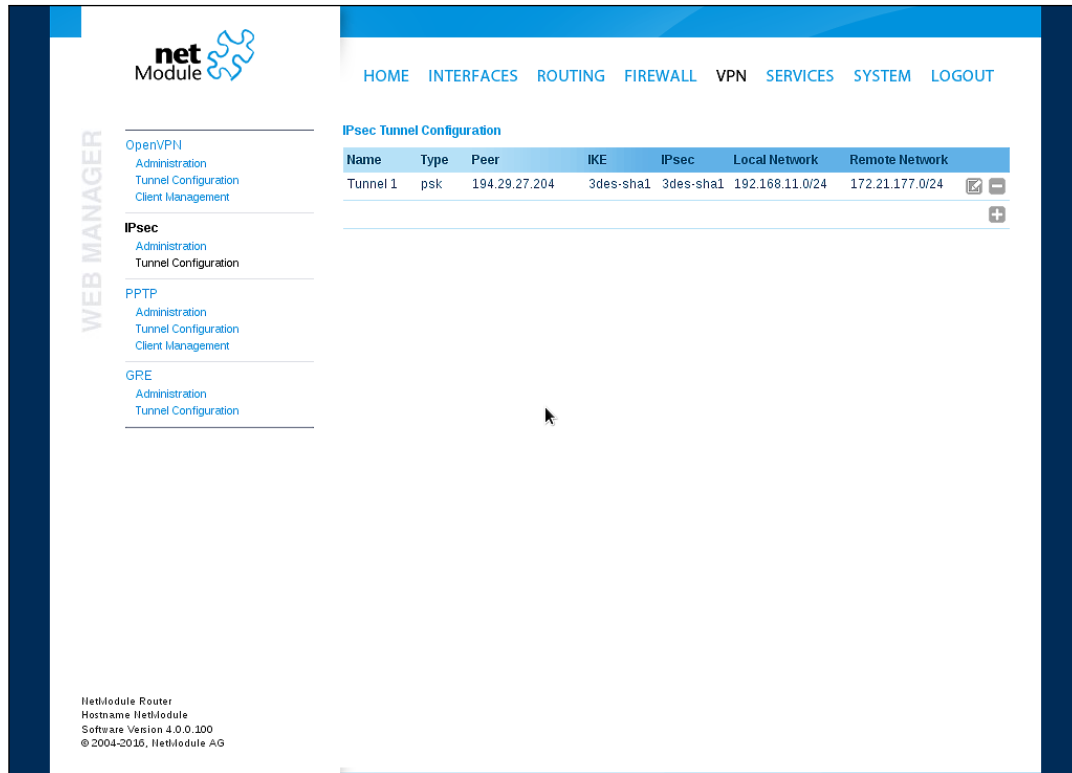 net
Module
HOME INTERFACES ROUTING FIREWALL VPN SERVICES SYSTEM LOGOUT
WEB MANAGER
OpenVPN
Administration
Tunnel Configuration
Client Management
IPsec
Administration
Tunnel Configuration
PPTP
Administration
Tunnel Configuration
Client Management
GRE
Administration
Tunnel Configuration
IPsec Tunnel Configuration
Name Type Peer IKE IPsec Local Network Remote Network
Tunnel 1 psk 194.29.27.204 3des-sha1 3des-sha1 192.168.11.0/24 172.21.177.0/24
NetModule Router
Hostname NetModule
Software Version 4.0.0.100
© 2004-2016, NetModule AG